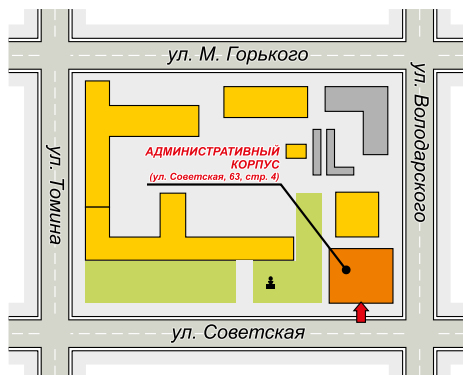 ул. М. Горького
ул. Володарского
АДМИНИСТРАТИВНЫЙ
КОРПУС
(ул. Советская, 63, стр. 4)
ул. Томина
ул. Советская